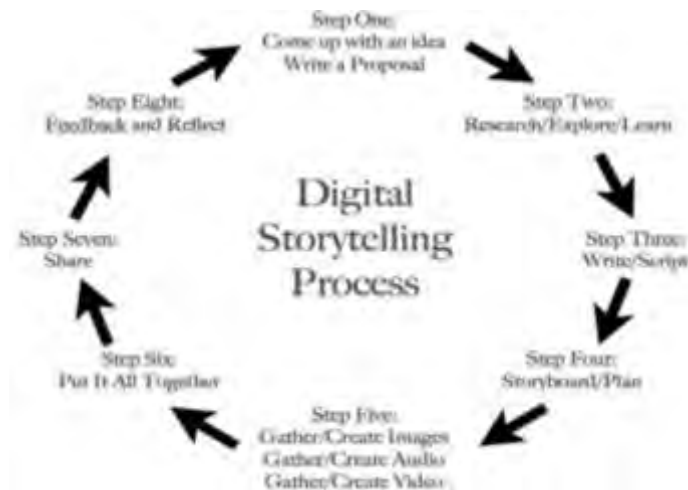 Step One:
Come up with an idea
Write a Proposal
Step Two:
Research/Explore/Learn
Step Three:
Write/Script
Step Four:
Storyboard/Plan
Step Five:
Gather/Create Images
Gather/Create Audio
Gather/Create Video
Step Six:
Put It All Together
Step Seven:
Share
Step Eight:
Feedback and Reflect
Digital
Storytelling
Process